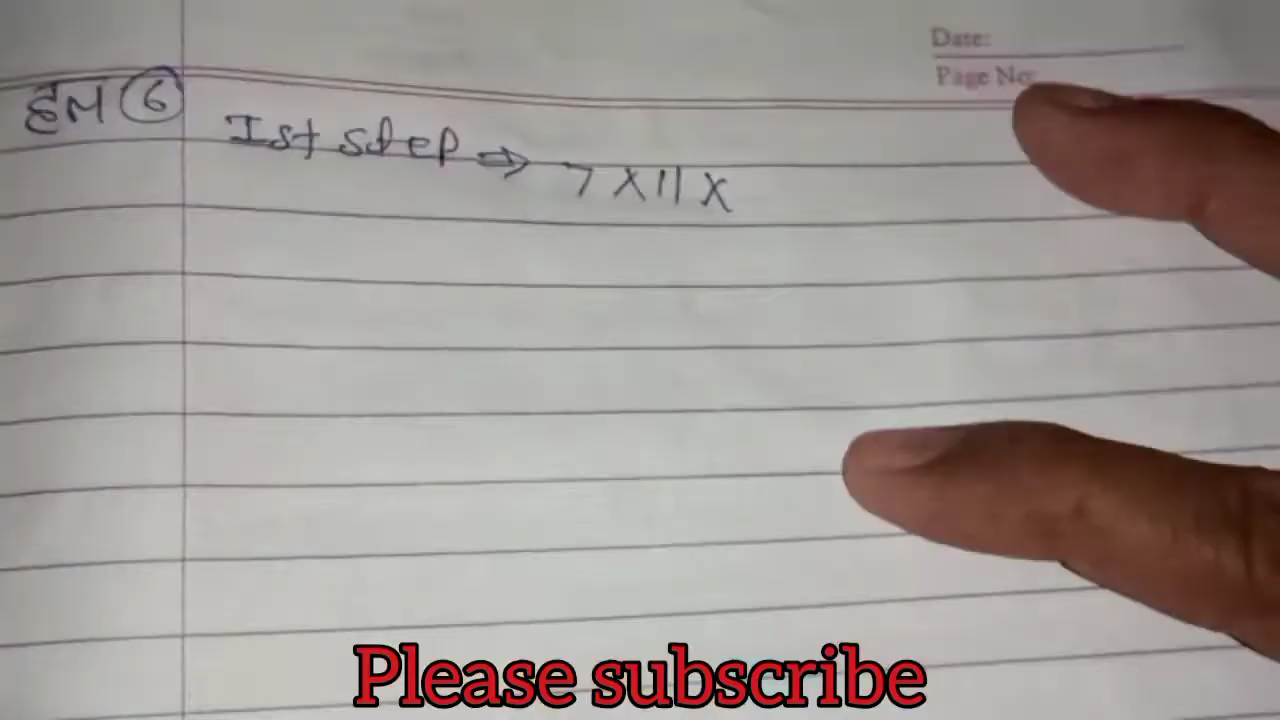 Date:
Page No:
हल 6
Ist step ⇒ 7 x 11 x
Please subscribe